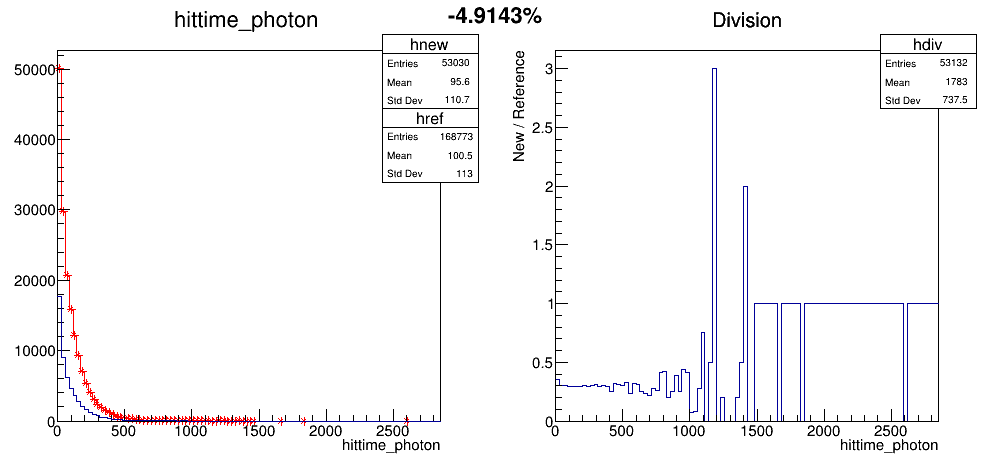 -4.9143%
hittime_photon
hnew
Entries 53030
Mean 95.6
Std Dev 110.7
href
Entries 168773
Mean 100.5
Std Dev 113
50000
40000
30000
20000
10000
0
0 500 1000 1500 2000 2500
hittime_photon
Division
hdiv
Entries 53132
Mean 1783
Std Dev 737.5
New / Reference
3
2.5
2
1.5
1
0.5
0
0 500 1000 1500 2000 2500
hittime_photon